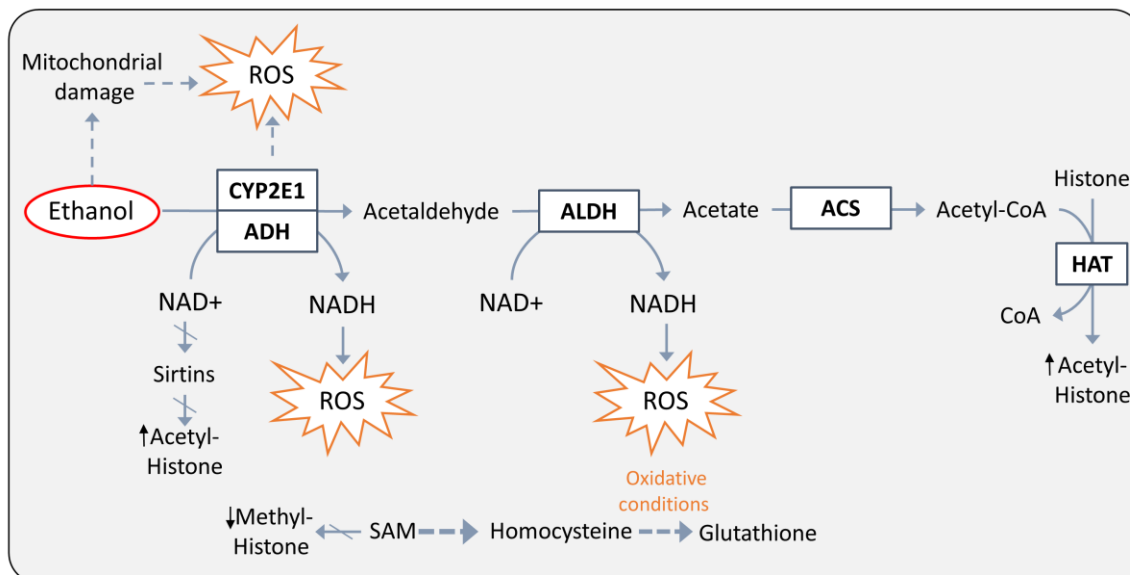 Mitochondrial
damage
ROS
Ethanol
CYP2E1
ADH
Acetaldehyde
ALDH
Acetate
ACS
Acetyl-CoA
Histone
HAT
CoA
↑Acetyl-
Histone
NAD+
NADH
NAD+
NADH
Sirtins
↑Acetyl-
Histone
ROS
ROS
Oxidative
conditions
↓Methyl-
Histone
SAM
Homocysteine
Glutathione